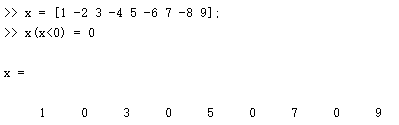 >> x = [1 -2 3 -4 5 -6 7 -8 9];
>> x(x<0) = 0
x =
1 0 3 0 5 0 7 0 9